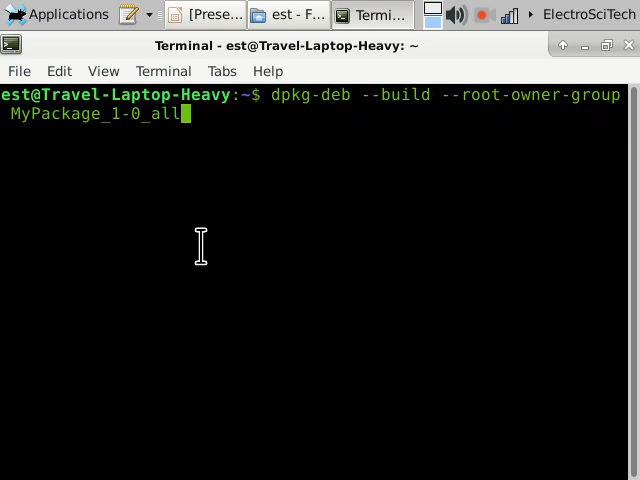 Applications [Prese... est - F... Termi... ElectroSciTech
Terminal - est@Travel-Laptop-Heavy: ~
File Edit View Terminal Tabs Help
est@Travel-Laptop-Heavy:~$ dpkg-deb --build --root-owner-group
MyPackage_1-0_all